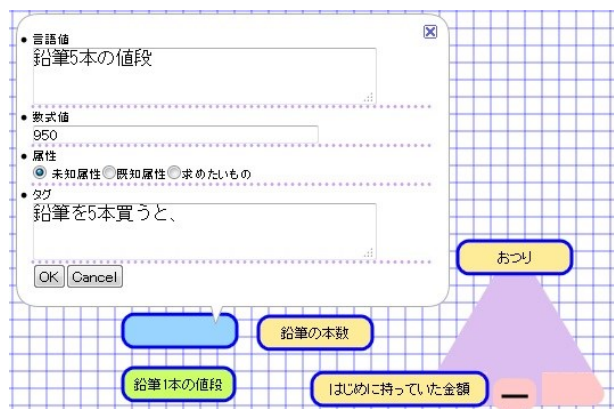 言語値
鉛筆5本の値段
数式値
950
属性
未知属性 既知属性 求めたいもの
タグ
鉛筆を5本買うと、
OK Cancel
おつり
鉛筆の本数
鉛筆1本の値段
はじめに持っていた金額
ー